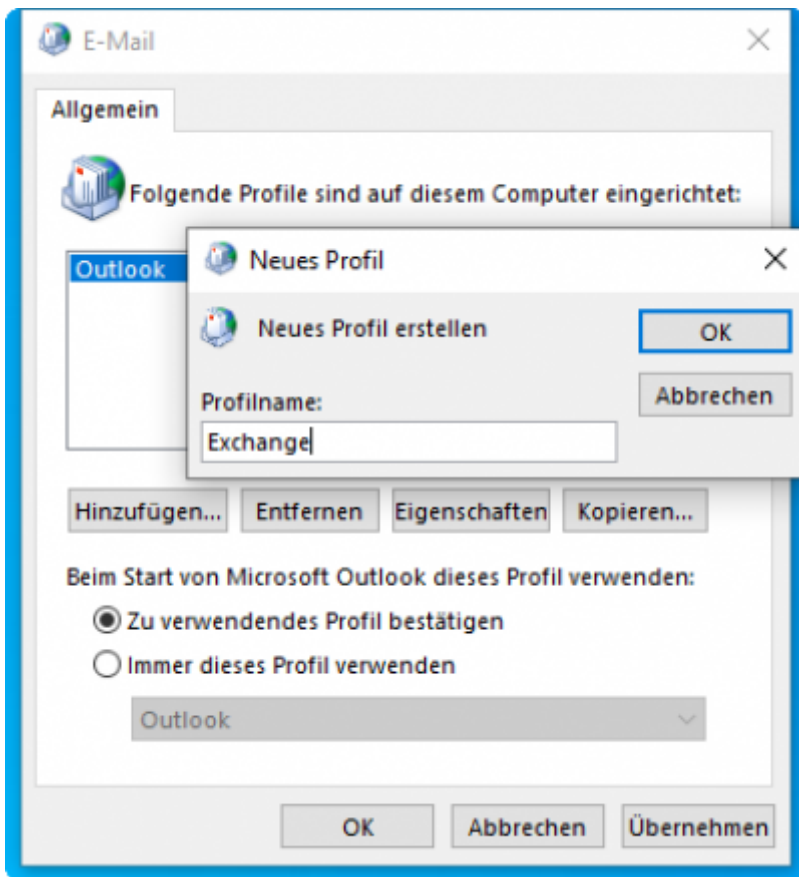 E-Mail
Allgemein
Folgende Profile sind auf diesem Computer eingerichtet:
Outlook
Neues Profil
Neues Profil erstellen
OK
Abbrechen
Profilname:
Exchange
Hinzufügen... Entfernen Eigenschaften Kopieren...
Beim Start von Microsoft Outlook dieses Profil verwenden:
Zu verwendendes Profil bestätigen
Immer dieses Profil verwenden
Outlook
OK Abbrechen Übernehmen